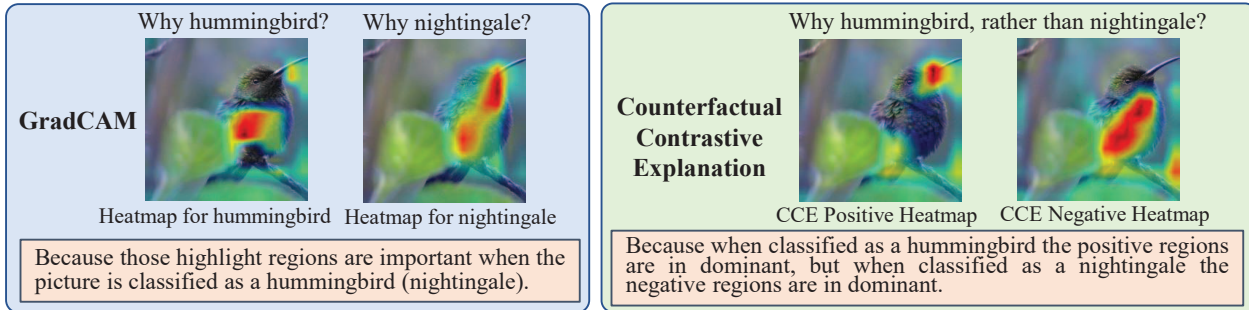 Why hummingbird?
Why nightingale?
GradCAM
Heatmap for hummingbird
Heatmap for nightingale
Because those highlight regions are important when the
picture is classified as a hummingbird (nightingale).
Why hummingbird, rather than nightingale?
Counterfactual
Contrastive
Explanation
CCE Positive Heatmap
CCE Negative Heatmap
Because when classified as a hummingbird the positive regions
are in dominant, but when classified as a nightingale the
negative regions are in dominant.